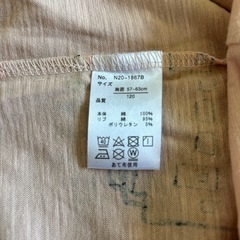 No. N20-1867B
サイズ
胸囲 57-63cm
120
品質
本体 綿 100%
リブ 綿 95%
ポリウレタン 5%
あて布使用